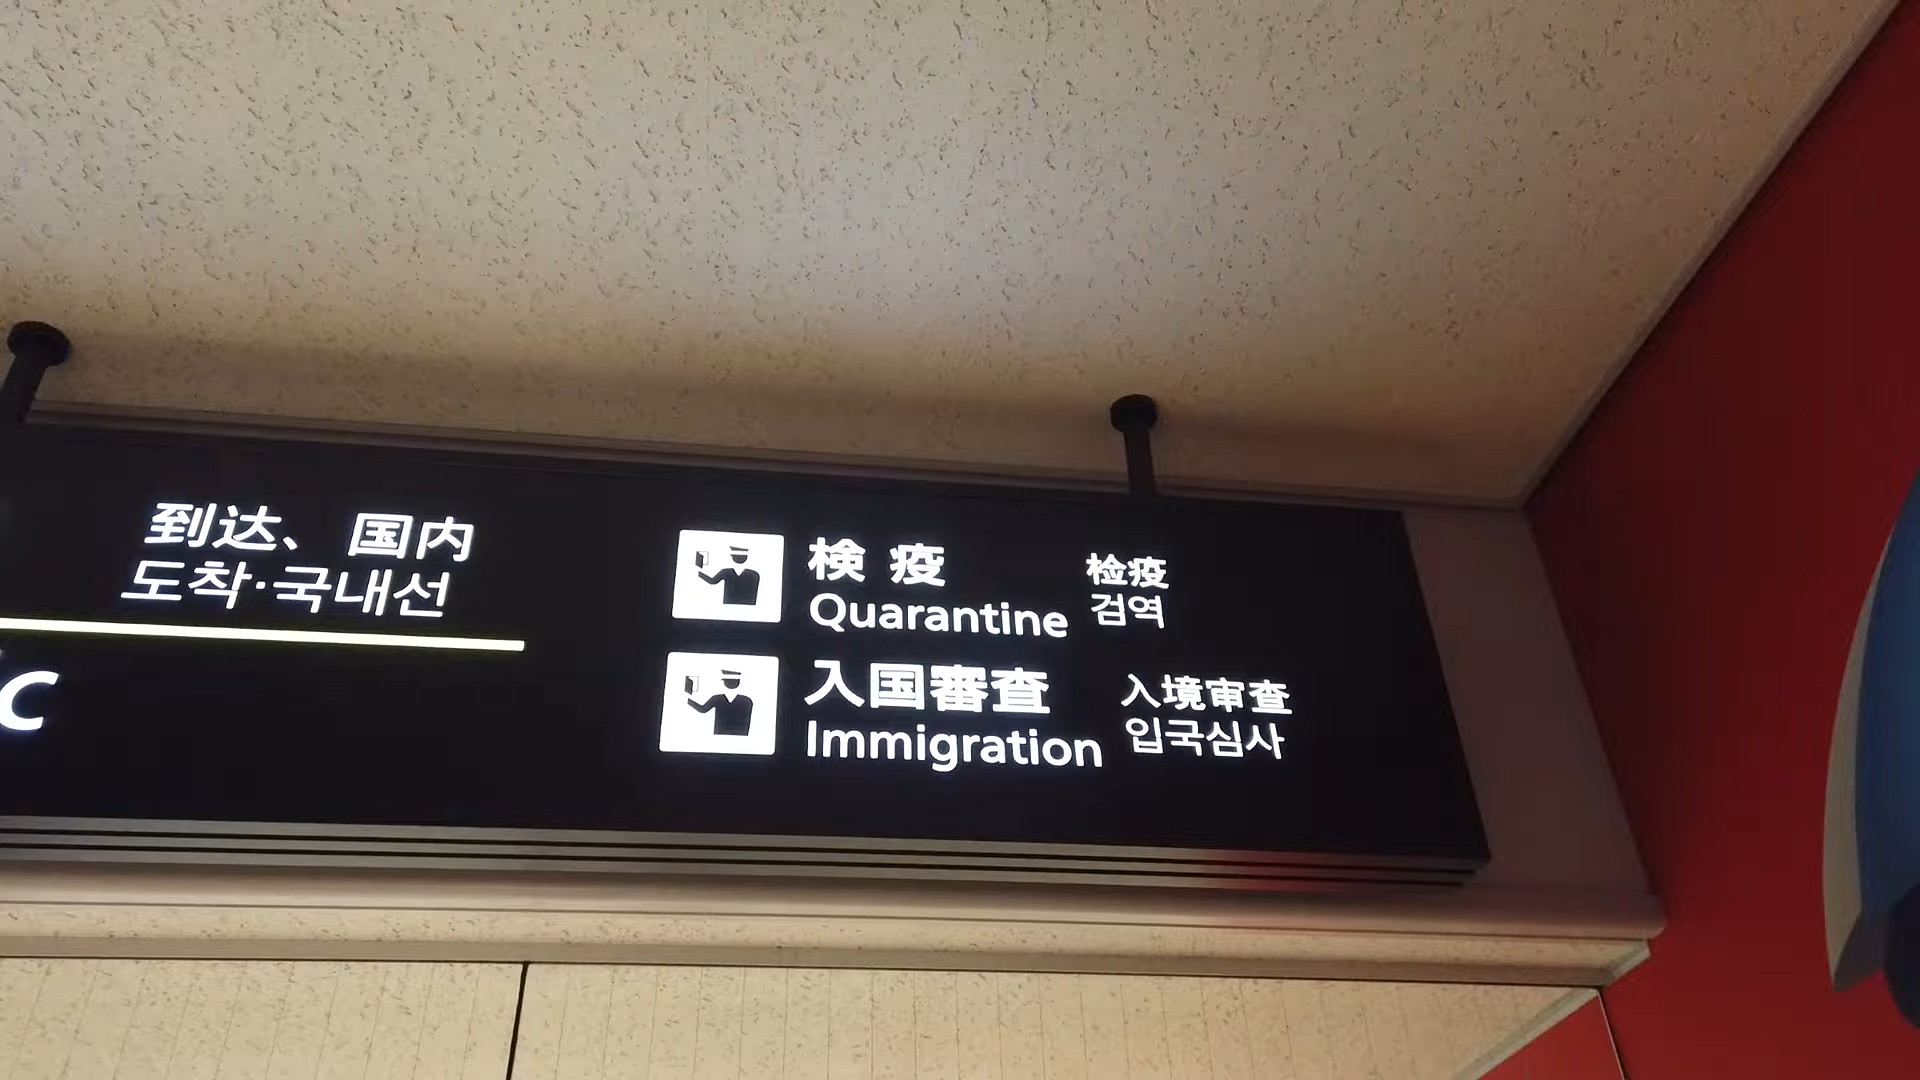 到达、国内
도착·국내선
c
検疫 检疫
Quarantine 검역
入国審査 入境审查
Immigration 입국심사